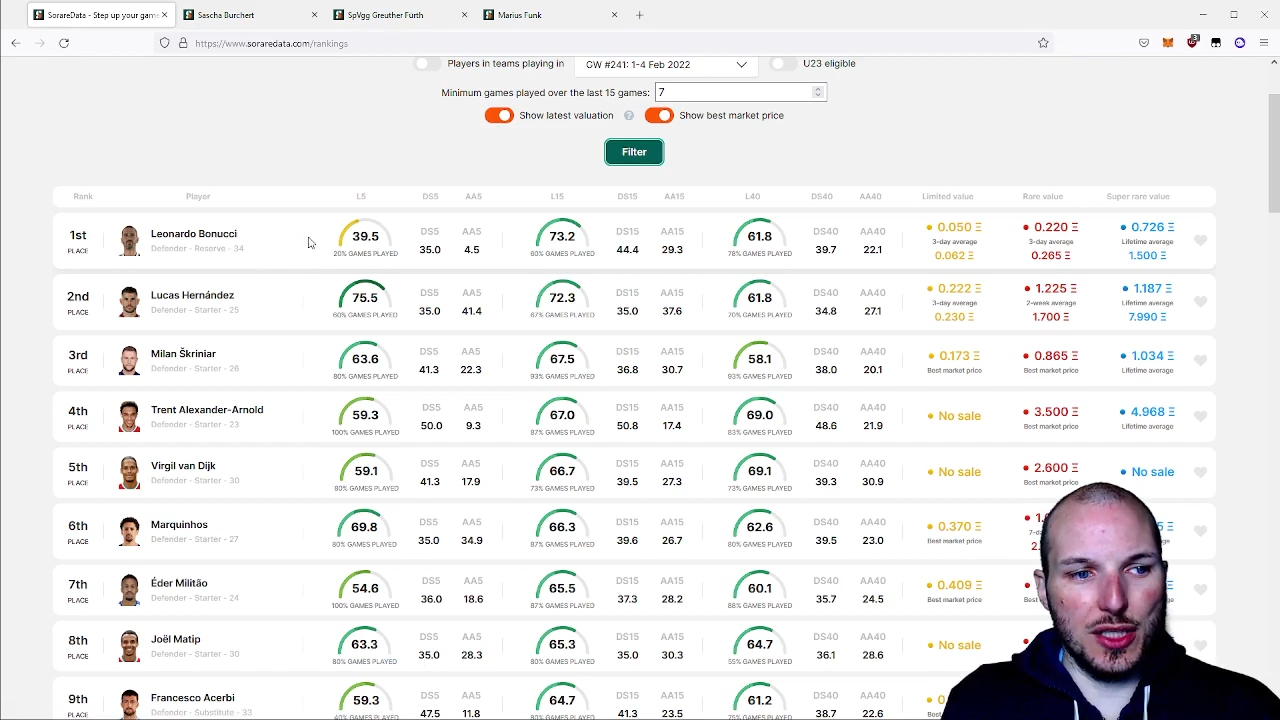 SorareData - Step up your game
Sascha Burchert
SpVgg Greuther Fürth
Marius Funk
https://www.soraredata.com/rankings
Players in teams playing in
GW #241: 1-4 Feb 2022
U23 eligible
Minimum games played over the last 15 games:
7
Show latest valuation
Show best market price
Filter
Rank Player L5 DS5 AA5 L15 DS15 AA15 L40 DS40 AA40 Limited value Rare value Super rare value
1st PLACE
Leonardo Bonucci
Defender - Reserve - 34
39.5
20% GAMES PLAYED
DS5 AA5
35.0 4.5
73.2
60% GAMES PLAYED
DS15 AA15
44.4 29.3
61.8
78% GAMES PLAYED
DS40 AA40
39.7 22.1
0.050 Ξ
3-day average
0.062 Ξ
0.220 Ξ
3-day average
0.265 Ξ
0.726 Ξ
Lifetime average
1.500 Ξ
2nd PLACE
Lucas Hernández
Defender - Starter - 25
75.5
60% GAMES PLAYED
DS5 AA5
35.0 41.4
72.3
67% GAMES PLAYED
DS15 AA15
35.0 37.6
61.8
70% GAMES PLAYED
DS40 AA40
34.8 27.1
0.222 Ξ
3-day average
0.230 Ξ
1.225 Ξ
2-week average
1.700 Ξ
1.187 Ξ
Lifetime average
7.990 Ξ
3rd PLACE
Milan Škriniar
Defender - Starter - 26
63.6
80% GAMES PLAYED
DS5 AA5
67.5
93% GAMES PLAYED
DS15 AA15
36.8 30.7
58.1
93% GAMES PLAYED
DS40 AA40
38.0 20.1
0.173 Ξ
Best market price
0.865 Ξ
Best market price
1.034 Ξ
Lifetime average
4th PLACE
Trent Alexander-Arnold
Defender - Starter - 23
59.3
100% GAMES PLAYED
DS5 AA5
67.0
87% GAMES PLAYED
DS15 AA15
50.8 17.4
69.0
83% GAMES PLAYED
DS40 AA40
48.6 21.9
No sale
3.500 Ξ
Best market price
4.968 Ξ
Lifetime average
5th PLACE
Virgil van Dijk
Defender - Starter - 30
59.1
80% GAMES PLAYED
DS5 AA5
17.9
66.7
73% GAMES PLAYED
DS15 AA15
39.5 27.3
69.1
73% GAMES PLAYED
DS40 AA40
39.3 30.9
No sale
2.600 Ξ
Best market price
No sale
6th PLACE
Marquinhos
Defender - Starter - 27
69.8
80% GAMES PLAYED
DS5 AA5
35.0
66.3
87% GAMES PLAYED
DS15 AA15
39.6 26.7
62.6
80% GAMES PLAYED
DS40 AA40
39.5 23.0
0.370 Ξ
Best market price
7th PLACE
Éder Militão
Defender - Starter - 24
54.6
100% GAMES PLAYED
DS5 AA5
36.0
65.5
87% GAMES PLAYED
DS15 AA15
37.3 28.2
60.1
88% GAMES PLAYED
DS40 AA40
35.7 24.5
0.409 Ξ
Best market price
8th PLACE
Joël Matip
Defender - Starter - 30
63.3
80% GAMES PLAYED
DS5 AA5
35.0 28.3
65.3
80% GAMES PLAYED
DS15 AA15
35.0 30.3
64.7
55% GAMES PLAYED
DS40 AA40
36.1 28.6
No sale
9th PLACE
Francesco Acerbi
Defender - Substitute - 33
59.3
40% GAMES PLAYED
DS5 AA5
47.5 11.8
64.7
DS15 AA15
41.3 23.5
61.2
75% GAMES PLAYED
DS40 AA40
38.7 22.6